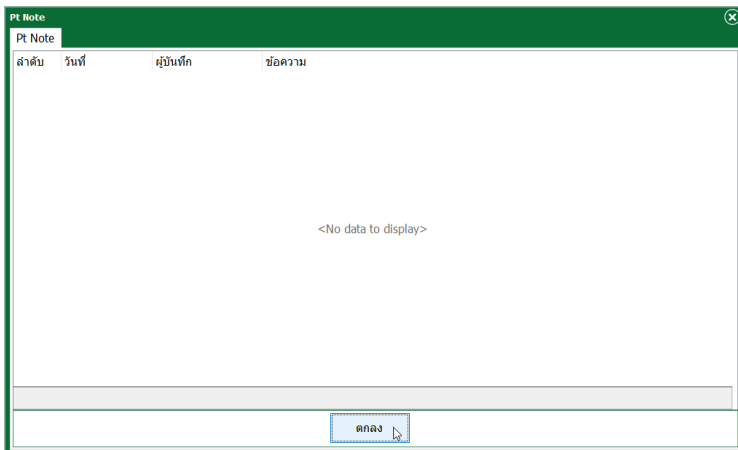 Pt Note
Pt Note
ลำดับ วันที่ ผู้บันทึก ข้อความ
<No data to display>
ตกลง